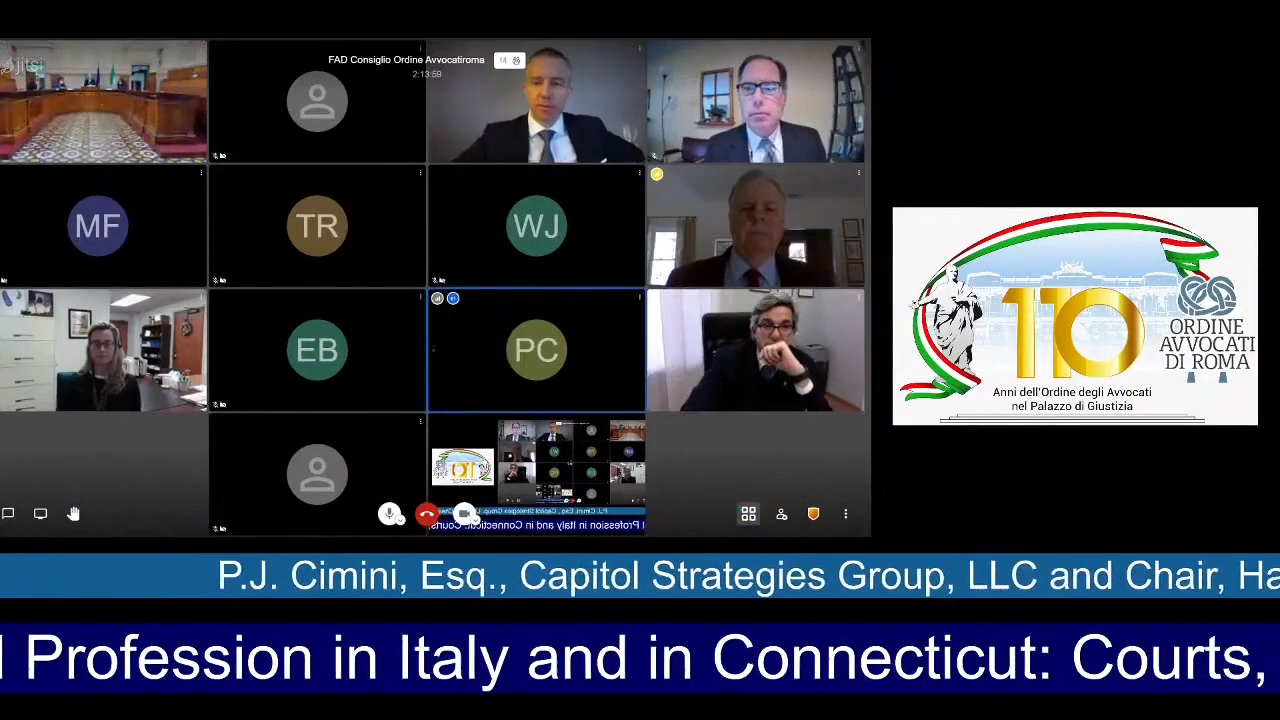 jitsi
FAD Consiglio Ordine Avvocatiroma
14
2:13:59
MF
TR
WJ
EB
PC
110
ORDINE
AVVOCATI
DI ROMA
Anni dell'Ordine degli Avvocati
nel Palazzo di Giustizia
P.J. Cimini, Esq., Capitol Strategies Group, LLC and Chair, Ha
l Profession in Italy and in Connecticut: Courts,